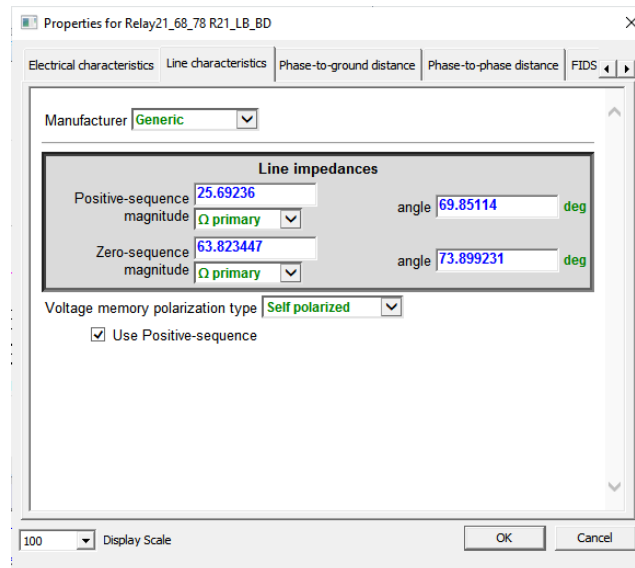 Properties for Relay21_68_78 R21_LB_BD
Electrical characteristics Line characteristics Phase-to-ground distance Phase-to-phase distance FIDS
Manufacturer Generic
Line impedances
Positive-sequence magnitude 25.69236 Ω primary angle 69.85114 deg
Zero-sequence magnitude 63.823447 Ω primary angle 73.899231 deg
Voltage memory polarization type Self polarized
Use Positive-sequence
100 Display Scale OK Cancel